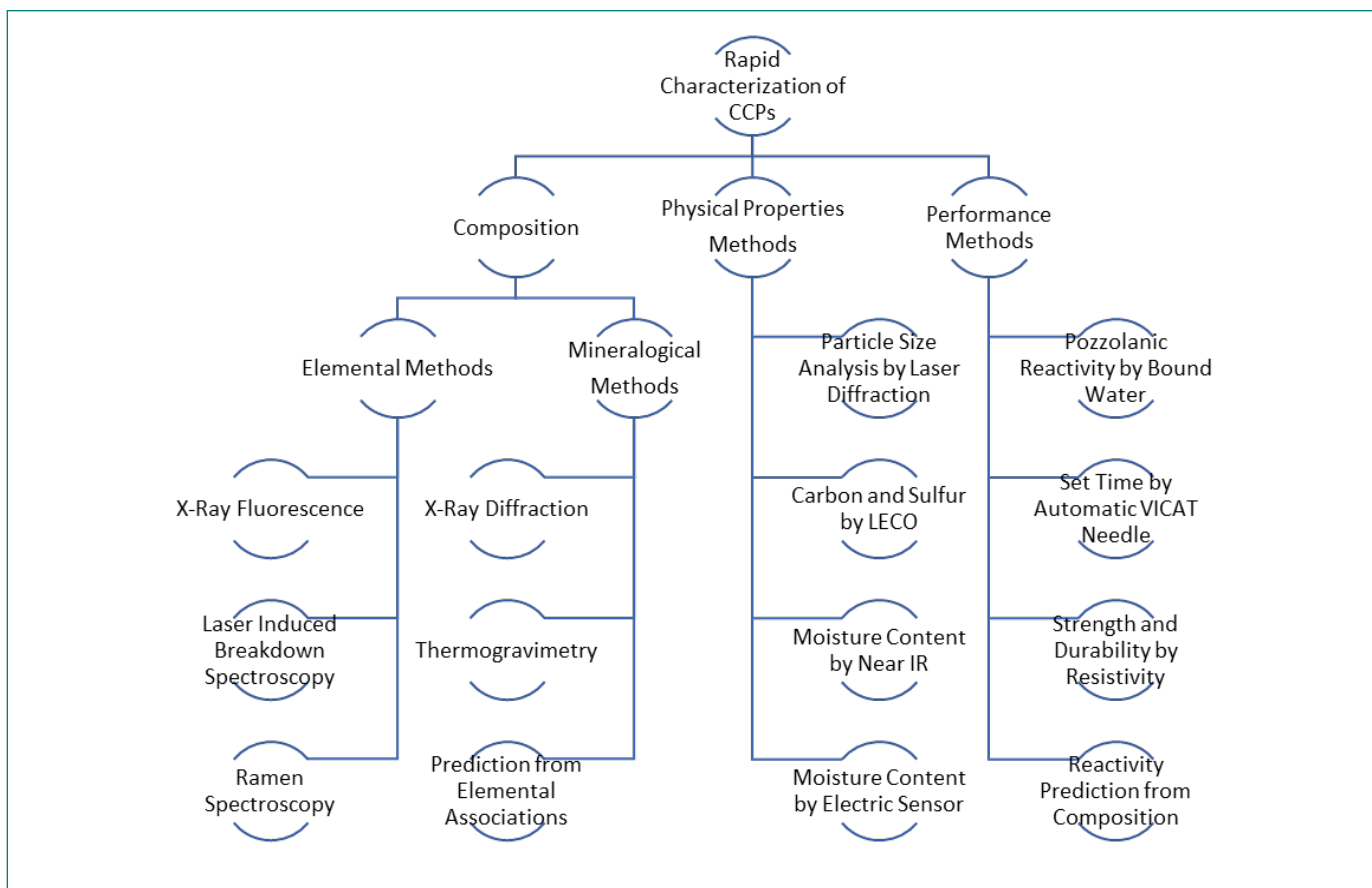 Rapid
Characterization of
CCPs
Composition
Physical Properties
Methods
Performance
Methods
Elemental Methods
Mineralogical
Methods
Particle Size
Analysis by Laser
Diffraction
Pozzolanic
Reactivity by Bound
Water
X-Ray Fluorescence
X-Ray Diffraction
Carbon and Sulfur
by LECO
Set Time by
Automatic VICAT
Needle
Laser Induced
Breakdown
Spectroscopy
Thermogravimetry
Moisture Content
by Near IR
Strength and
Durability by
Resistivity
Ramen
Spectroscopy
Prediction from
Elemental
Associations
Moisture Content
by Electric Sensor
Reactivity
Prediction from
Composition